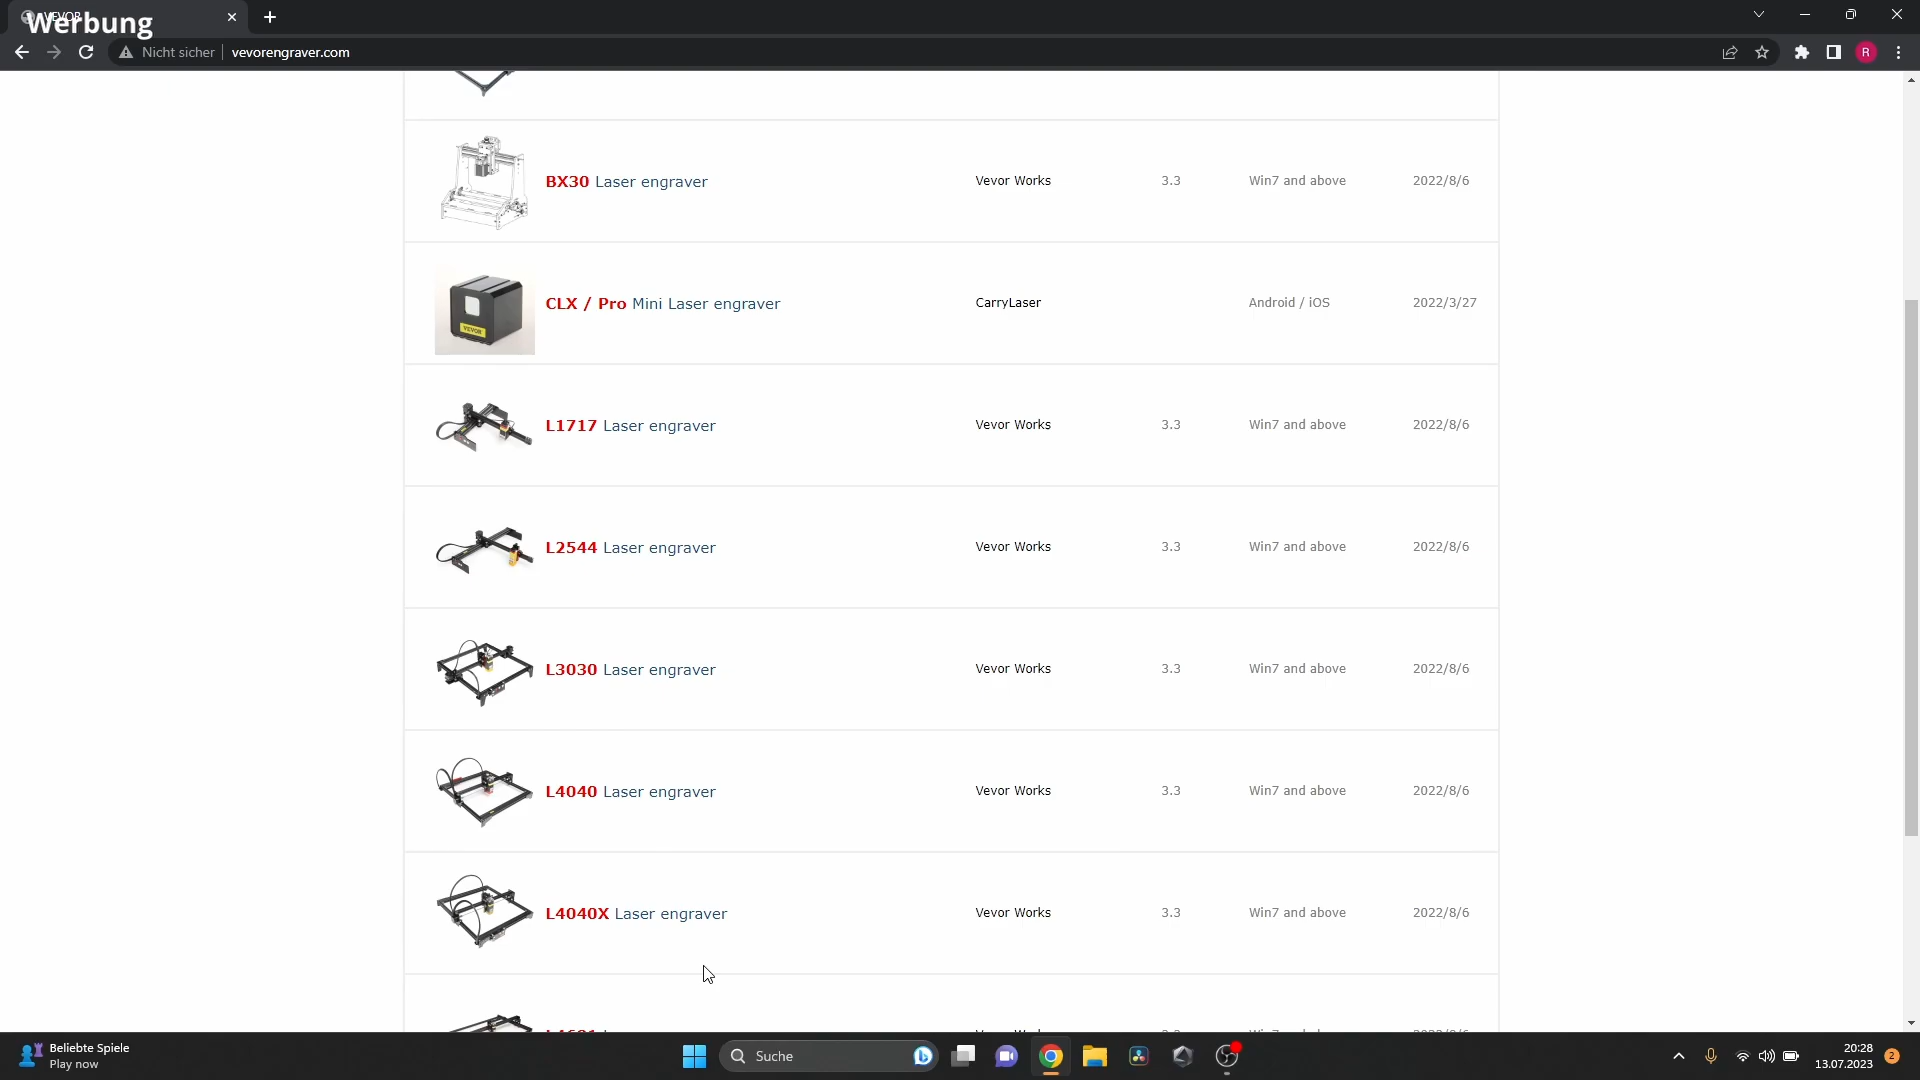 Werbung
Nicht sicher
vevorengraver.com
R
BX30 Laser engraver
Vevor Works
3.3
Win7 and above
2022/8/6
VEVOR
CLX / Pro Mini Laser engraver
CarryLaser
Android / iOS
2022/3/27
L1717 Laser engraver
Vevor Works
3.3
Win7 and above
2022/8/6
L2544 Laser engraver
Vevor Works
3.3
Win7 and above
2022/8/6
L3030 Laser engraver
Vevor Works
3.3
Win7 and above
2022/8/6
L4040 Laser engraver
Vevor Works
3.3
Win7 and above
2022/8/6
L4040X Laser engraver
Vevor Works
3.3
Win7 and above
2022/8/6
Beliebte Spiele
Play now
Suche
20:28
13.07.2023
2